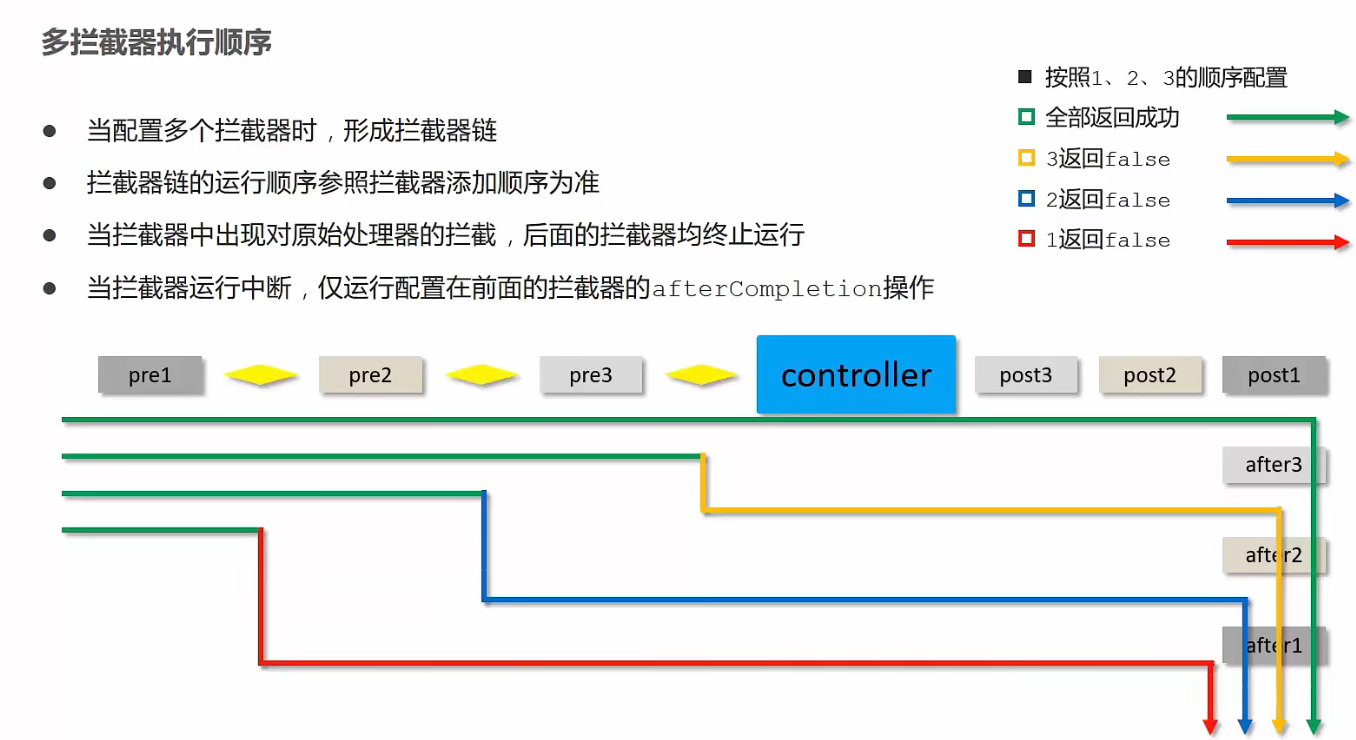 多拦截器执行顺序
● 当配置多个拦截器时，形成拦截器链
● 拦截器链的运行顺序参照拦截器添加顺序为准
● 当拦截器中出现对原始处理器的拦截，后面的拦截器均终止运行
● 当拦截器运行中断，仅运行配置在前面的拦截器的afterCompletion操作
按照1、2、3的顺序配置
全部返回成功
3返回false
2返回false
1返回false
pre1 pre2 pre3 controller post3 post2 post1
after3
after2
after1